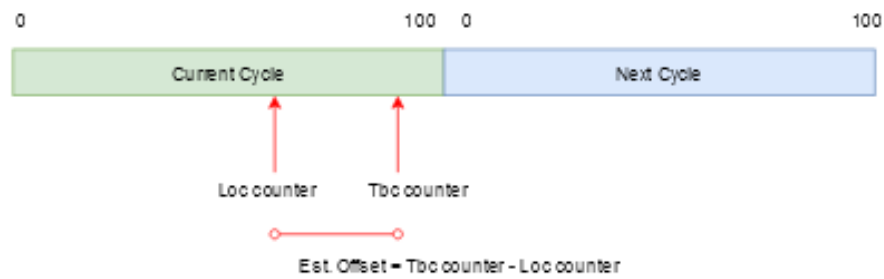 0 100 0 100
Current Cycle Next Cycle
Loc counter Tbc counter
Est. Offset = Tbc counter - Loc counter